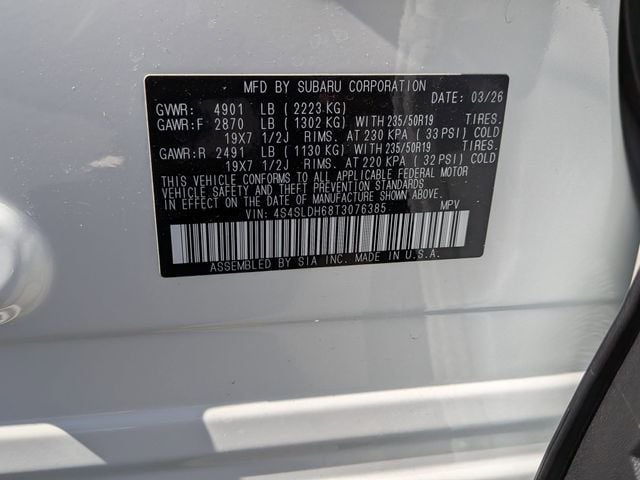 MFD BY SUBARU CORPORATION
DATE: 03/26
GVWR: 4901 LB (2223 KG)
GAWR:F 2870 LB (1302 KG) WITH 235/50R19 TIRES.
19X7 1/2J RIMS. AT 230 KPA (33 PSI) COLD
GAWR:R 2491 LB (1130 KG) WITH 235/50R19 TIRES.
19X7 1/2J RIMS. AT 220 KPA (32 PSI) COLD
THIS VEHICLE CONFORMS TO ALL APPLICABLE FEDERAL MOTOR
VEHICLE SAFETY AND THEFT PREVENTION STANDARDS
IN EFFECT ON THE DATE OF MANUFACTURE SHOWN ABOVE.
VIN: 4S4SLDH68T3076385 MPV
ASSEMBLED BY SIA INC. MADE IN U.S.A.